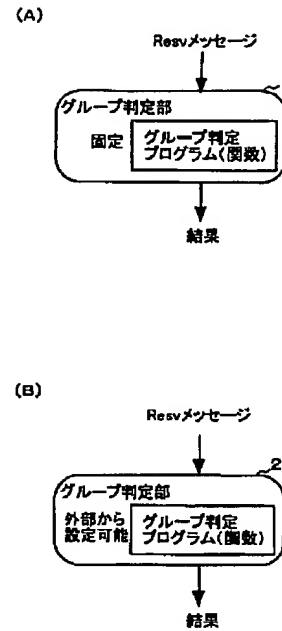 (A)
Resvメッセージ
グループ判定部
固定
グループ判定
プログラム(関数)
結果
(B)
Resvメッセージ
2
グループ判定部
外部から
設定可能
グループ判定
プログラム(関数)
結果